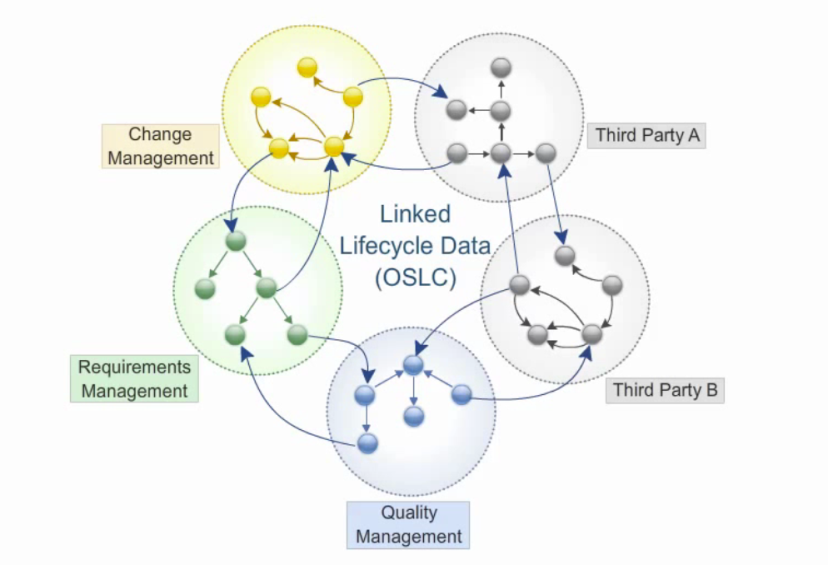 Change
Management
Third Party A
Linked
Lifecycle Data
(OSLC)
Requirements
Management
Third Party B
Quality
Management